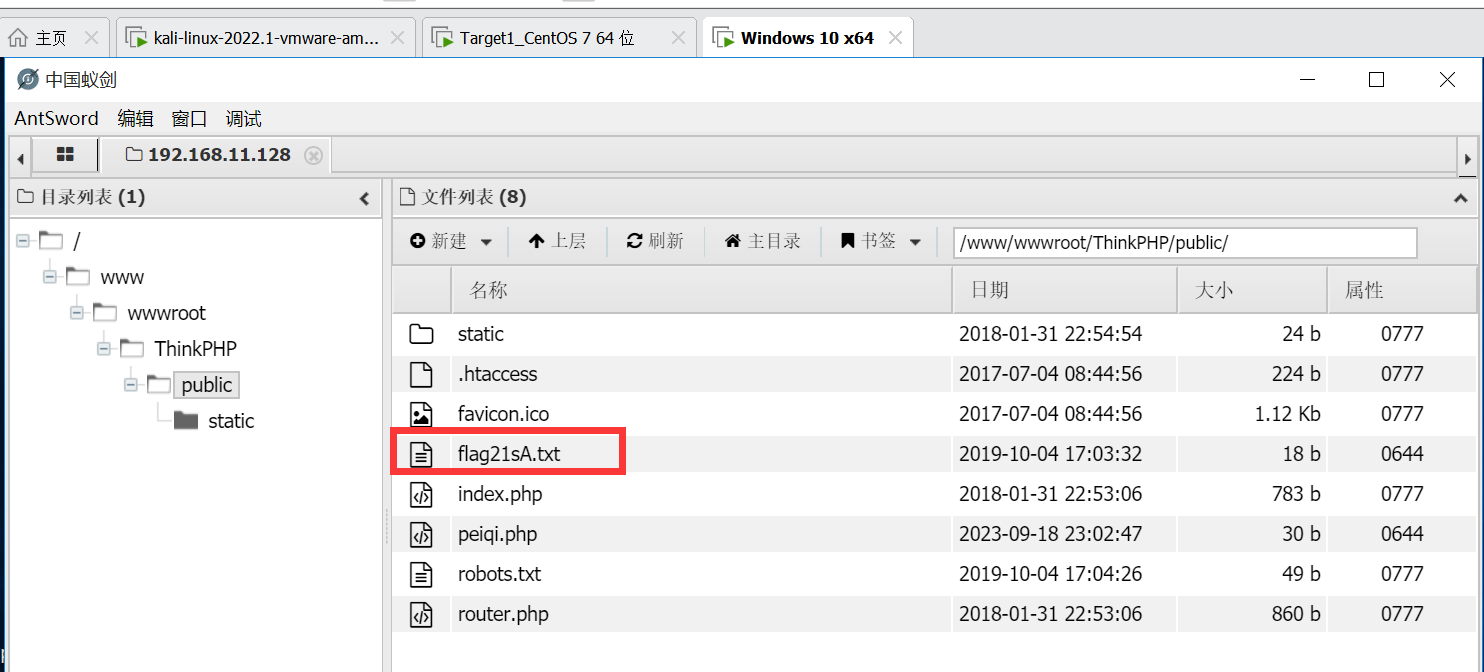 主页 kali-linux-2022.1-vmware-am... Target1_CentOS 7 64 位 Windows 10 x64
中国蚁剑
AntSword 编辑 窗口 调试
192.168.11.128
目录列表 (1)
/
www
wwwroot
ThinkPHP
public
static
文件列表 (8)
新建 上层 刷新 主目录 书签 /www/wwwroot/ThinkPHP/public/
名称 日期 大小 属性
static 2018-01-31 22:54:54 24 b 0777
.htaccess 2017-07-04 08:44:56 224 b 0777
favicon.ico 2017-07-04 08:44:56 1.12 Kb 0777
flag21sA.txt 2019-10-04 17:03:32 18 b 0644
index.php 2018-01-31 22:53:06 783 b 0777
peiqi.php 2023-09-18 23:02:47 30 b 0644
robots.txt 2019-10-04 17:04:26 49 b 0777
router.php 2018-01-31 22:53:06 860 b 0777